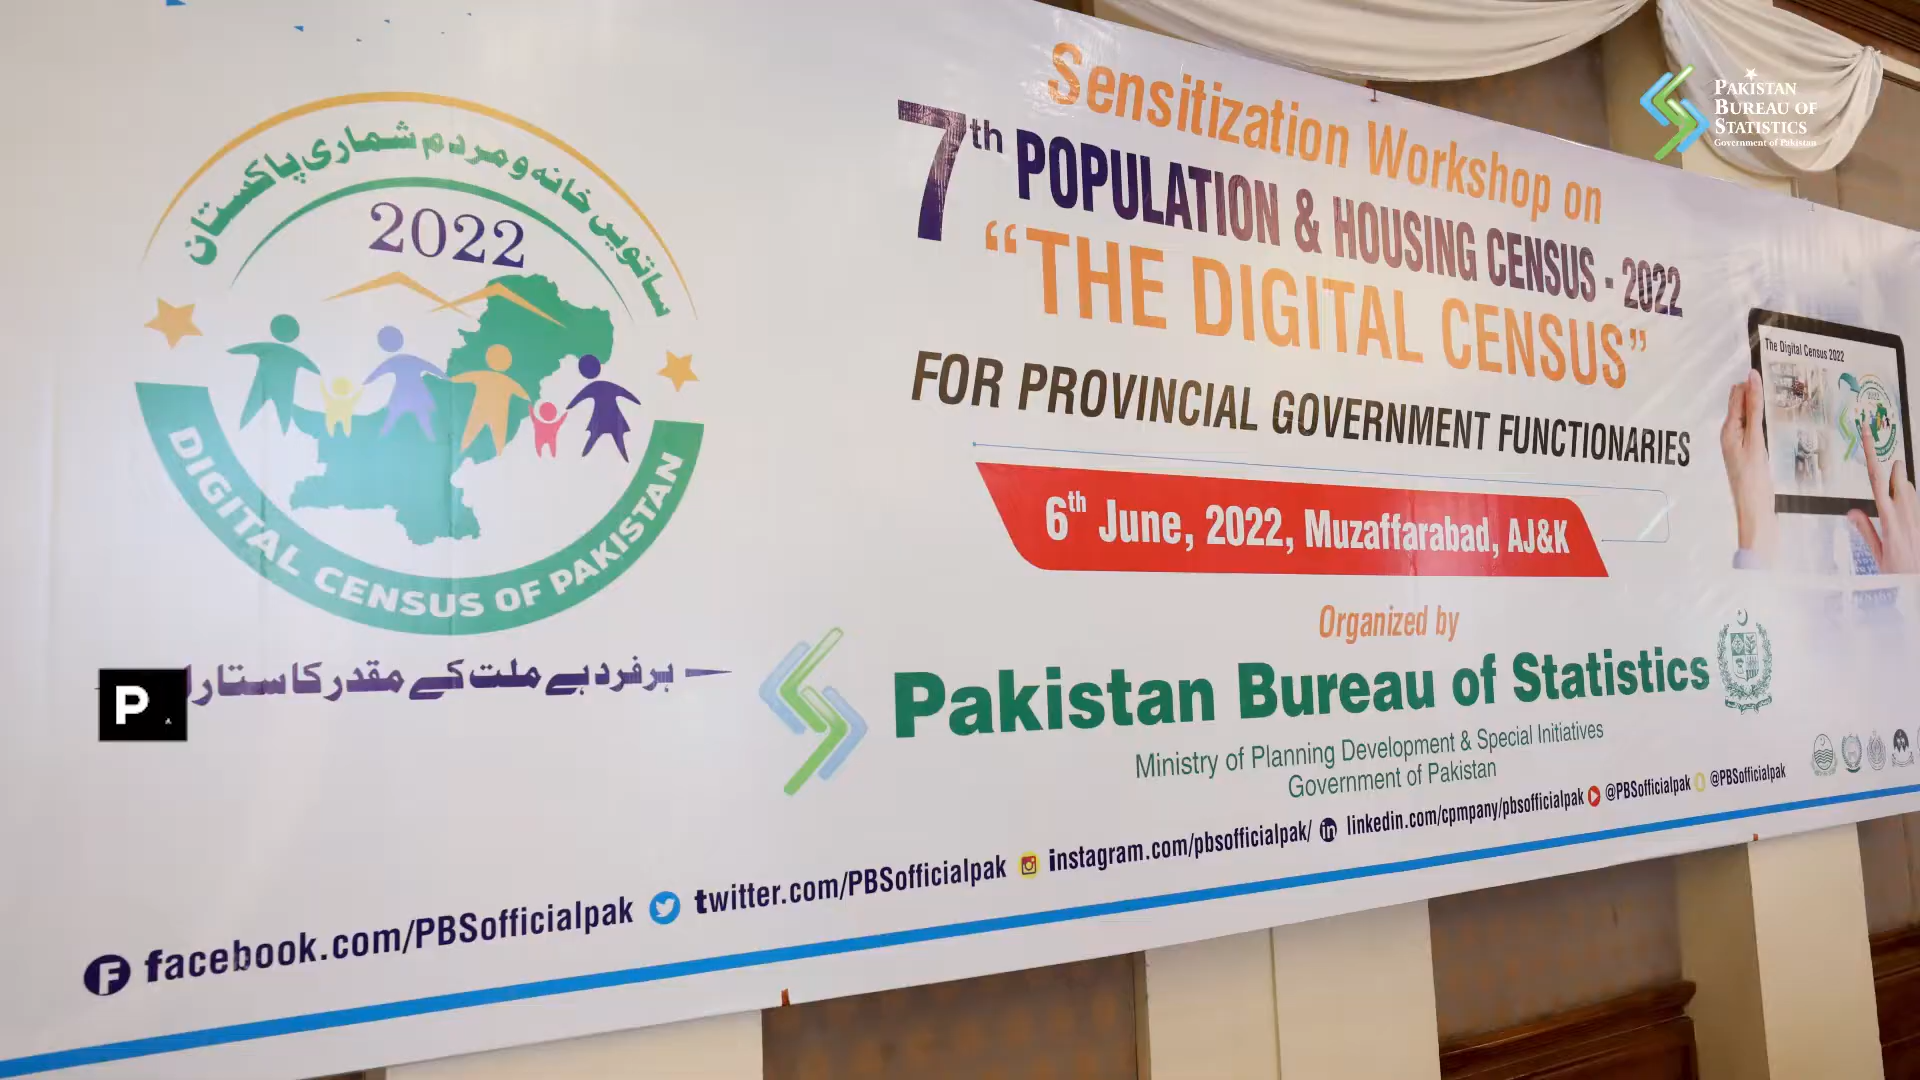 ساتویں خانہ و مردم شماری پاکستان
2022
DIGITAL CENSUS OF PAKISTAN
ہر فرد ہے ملت کے مقدر کا ستارا
P.
Sensitization Workshop on
7th POPULATION & HOUSING CENSUS - 2022
“THE DIGITAL CENSUS”
FOR PROVINCIAL GOVERNMENT FUNCTIONARIES
6th June, 2022, Muzaffarabad, AJ&K
Organized by
Pakistan Bureau of Statistics
Ministry of Planning Development & Special Initiatives
Government of Pakistan
facebook.com/PBSofficialpak twitter.com/PBSofficialpak instagram.com/pbsofficialpak/ linkedin.com/cpmpany/pbsofficialpak @PBSofficialpak @PBSofficialpak
The Digital Census 2022
PAKISTAN
BUREAU OF
STATISTICS
Government of Pakistan